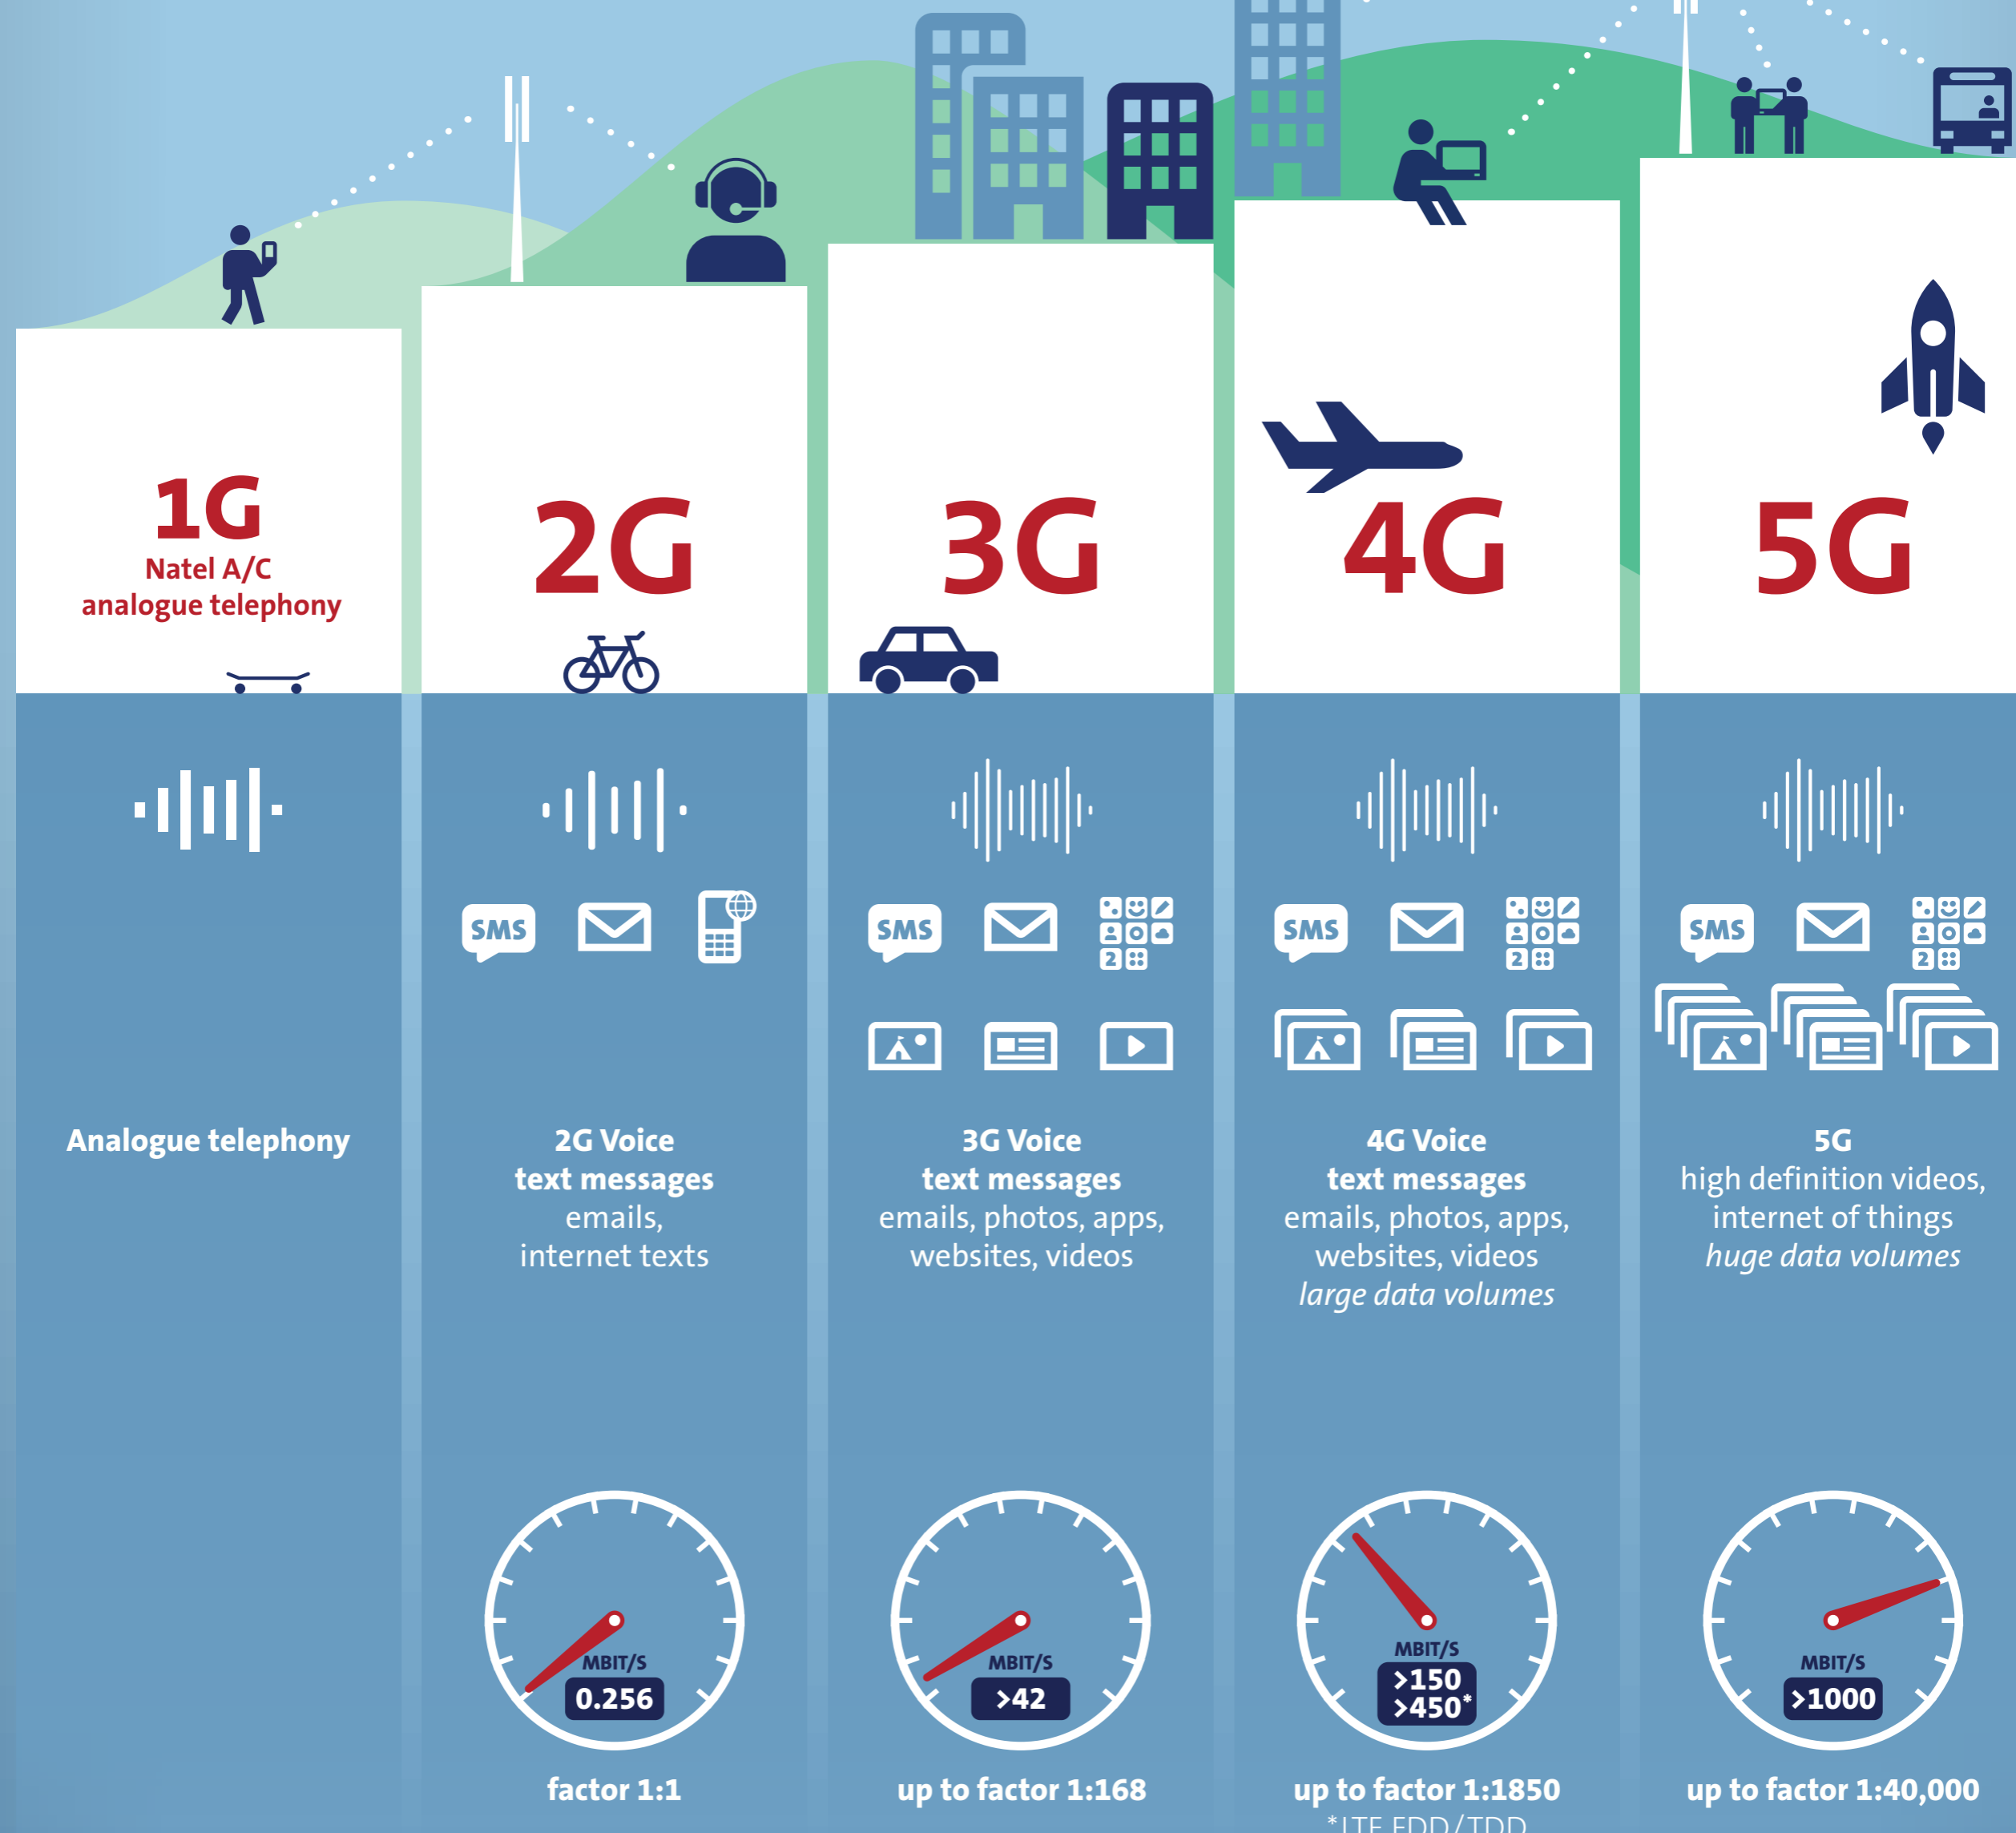 1G
Natel A/C
analogue telephony
2G
3G
4G
5G
SMS
SMS
2
SMS
2
SMS
2
Analogue telephony
2G Voice
text messages
emails,
internet texts
3G Voice
text messages
emails, photos, apps,
websites, videos
4G Voice
text messages
emails, photos, apps,
websites, videos
large data volumes
5G
high definition videos,
internet of things
huge data volumes
MBIT/S
0.256
factor 1:1
MBIT/S
>42
up to factor 1:168
MBIT/S
>150
>450*
up to factor 1:1850
*LTE FDD/TDD
MBIT/S
>1000
up to factor 1:40,000